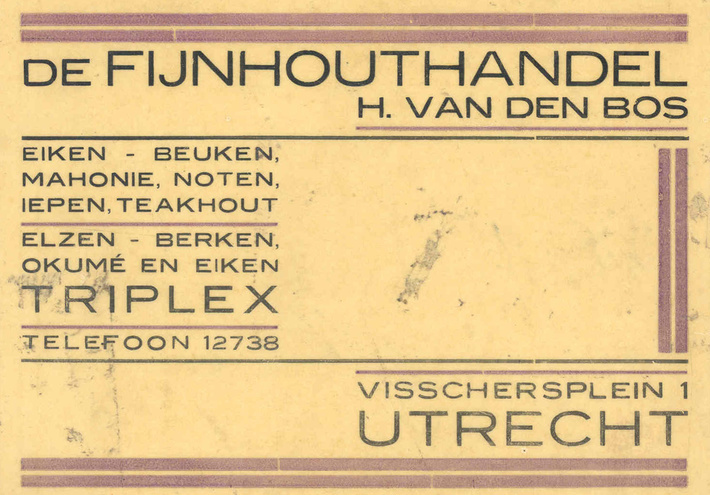 DE FIJNHOUTHANDEL
H. VAN DEN BOS
EIKEN - BEUKEN,
MAHONIE, NOTEN,
IEPEN, TEAKHOUT
ELZEN - BERKEN,
OKUMÉ EN EIKEN
TRIPLEX
TELEFOON 12738
VISSCHERSPLEIN 1
UTRECHT